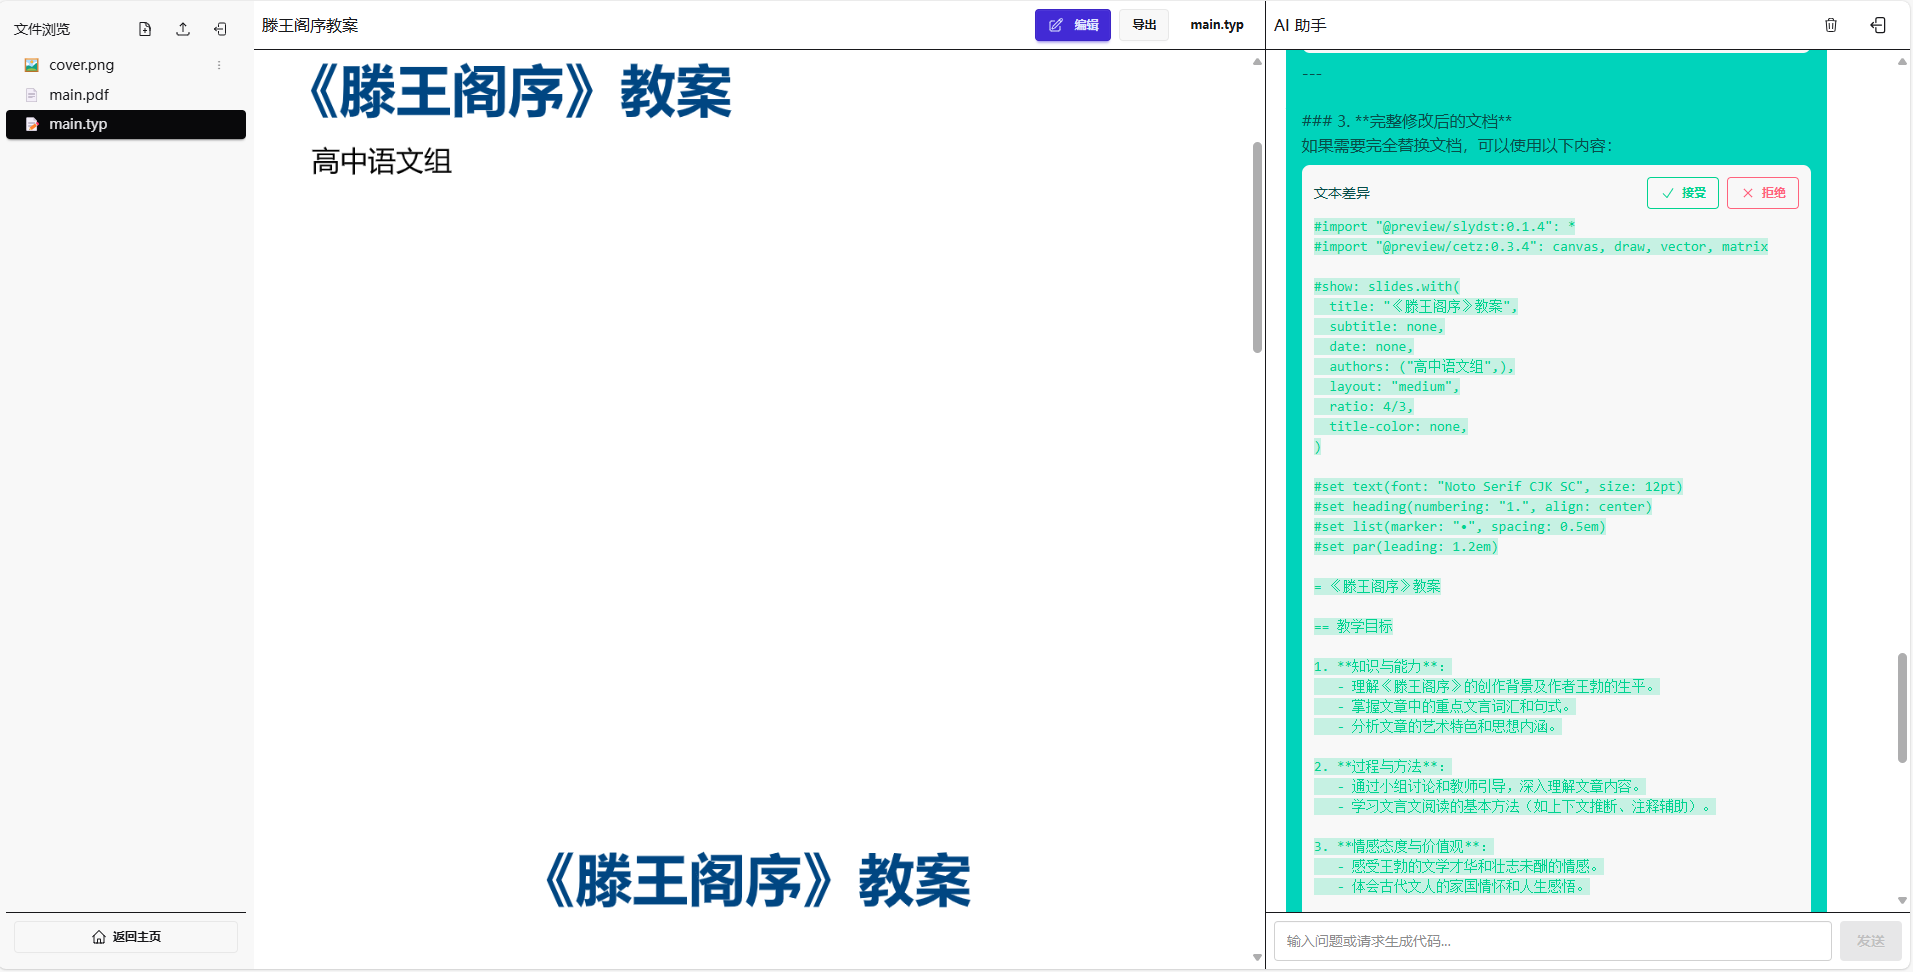 文件浏览
cover.png
main.pdf
main.typ
返回主页
滕王阁序教案
编辑
导出
main.typ
《滕王阁序》教案
高中语文组
《滕王阁序》教案
AI 助手
---
### 3. **完整修改后的文档**
如果需要完全替换文档，可以使用以下内容：
文本差异
接受
拒绝
#import "@preview/slydst:0.1.4": *
#import "@preview/cetz:0.3.4": canvas, draw, vector, matrix
#show: slides.with(
title: "《滕王阁序》教案",
subtitle: none,
date: none,
authors: ("高中语文组",),
layout: "medium",
ratio: 4/3,
title-color: none,
)
#set text(font: "Noto Serif CJK SC", size: 12pt)
#set heading(numbering: "1.", align: center)
#set list(marker: "•", spacing: 0.5em)
#set par(leading: 1.2em)
= 《滕王阁序》教案
== 教学目标
1. **知识与能力**：
- 理解《滕王阁序》的创作背景及作者王勃的生平。
- 掌握文章中的重点文言词汇和句式。
- 分析文章的艺术特色和思想内涵。
2. **过程与方法**：
- 通过小组讨论和教师引导，深入理解文章内容。
- 学习文言文阅读的基本方法（如上下文推断、注释辅助）。
3. **情感态度与价值观**：
- 感受王勃的文学才华和壮志未酬的情感。
- 体会古代文人的家国情怀和人生感悟。
输入问题或请求生成代码...
发送